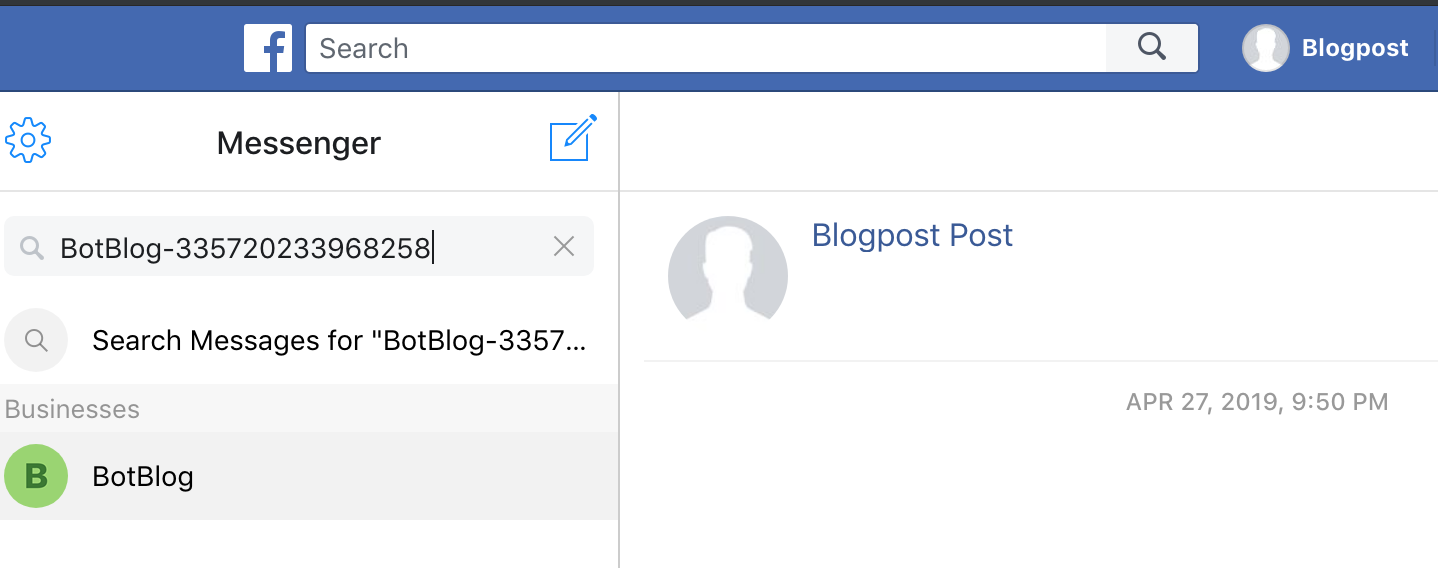 f Search Blogpost
Messenger
BotBlog-335720233968258
Search Messages for "BotBlog-3357...
Businesses
B BotBlog
Blogpost Post
APR 27, 2019, 9:50 PM